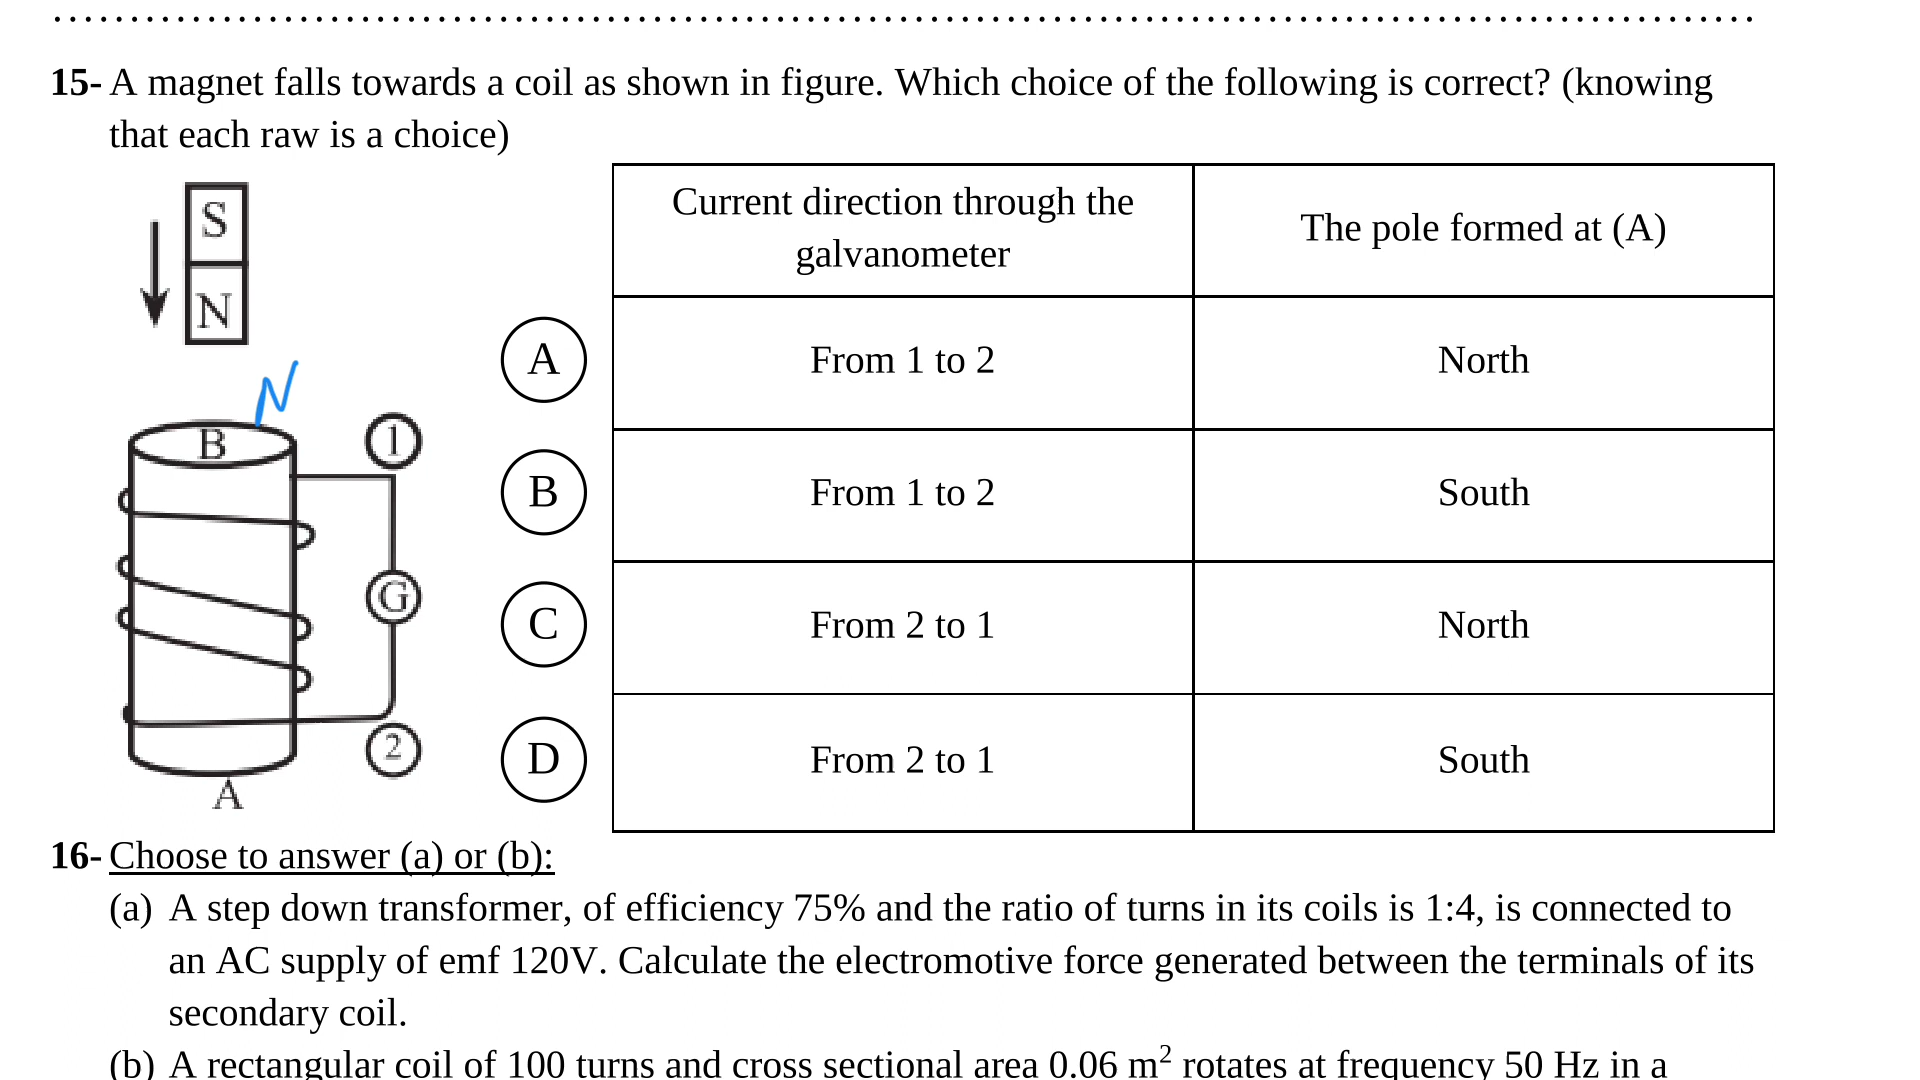 15- A magnet falls towards a coil as shown in figure. Which choice of the following is correct? (knowing
that each raw is a choice)
Current direction through the
galvanometer
The pole formed at (A)
A From 1 to 2 North
B From 1 to 2 South
C From 2 to 1 North
D From 2 to 1 South
S
N
N
B
1
G
2
A
16- Choose to answer (a) or (b):
(a) A step down transformer, of efficiency 75% and the ratio of turns in its coils is 1:4, is connected to
an AC supply of emf 120V. Calculate the electromotive force generated between the terminals of its
secondary coil.
(b) A rectangular coil of 100 turns and cross sectional area 0.06 m² rotates at frequency 50 Hz in a